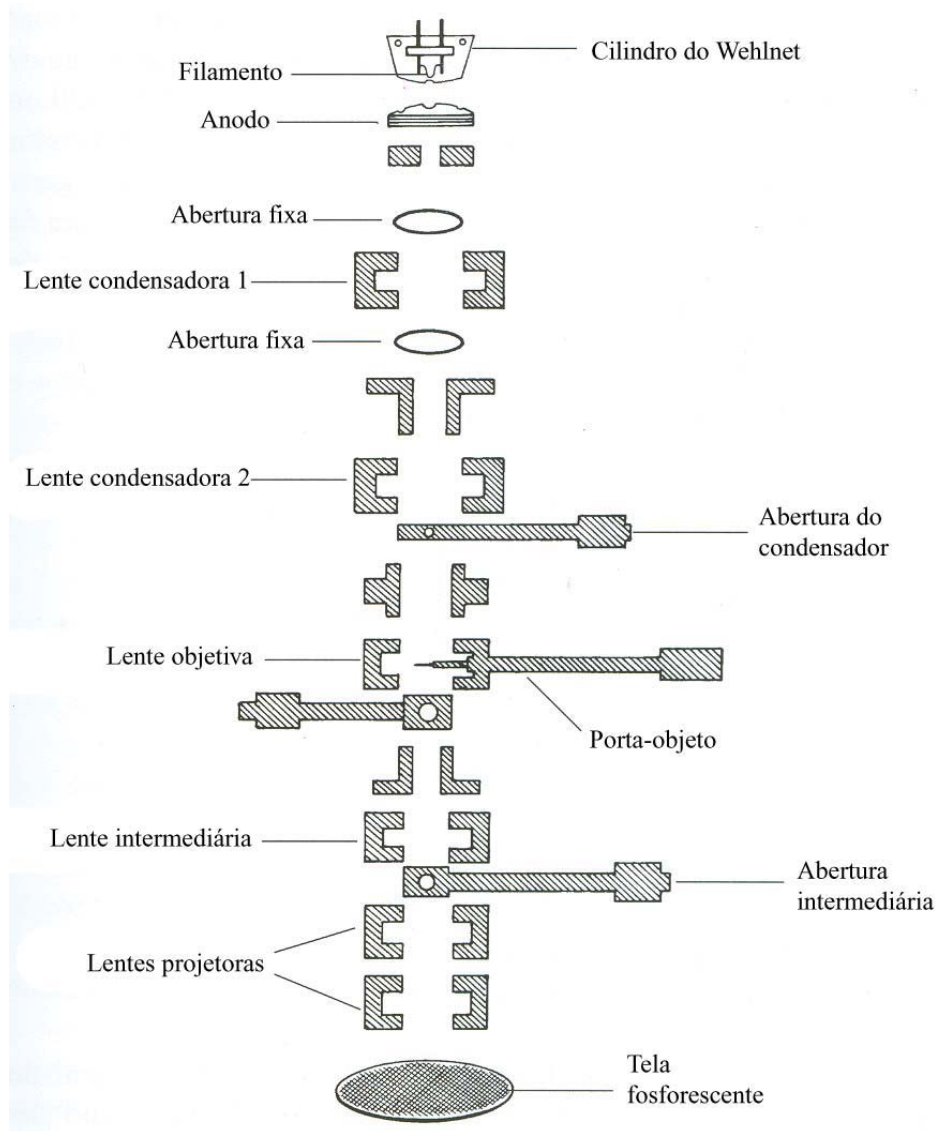 Cilindro do Wehlnet
Filamento
Anodo
Abertura fixa
Lente condensadora 1
Abertura fixa
Lente condensadora 2
Abertura do
condensador
Lente objetiva
Porta-objeto
Lente intermediária
Abertura
intermediária
Lentes projetoras
Tela
fosforescente